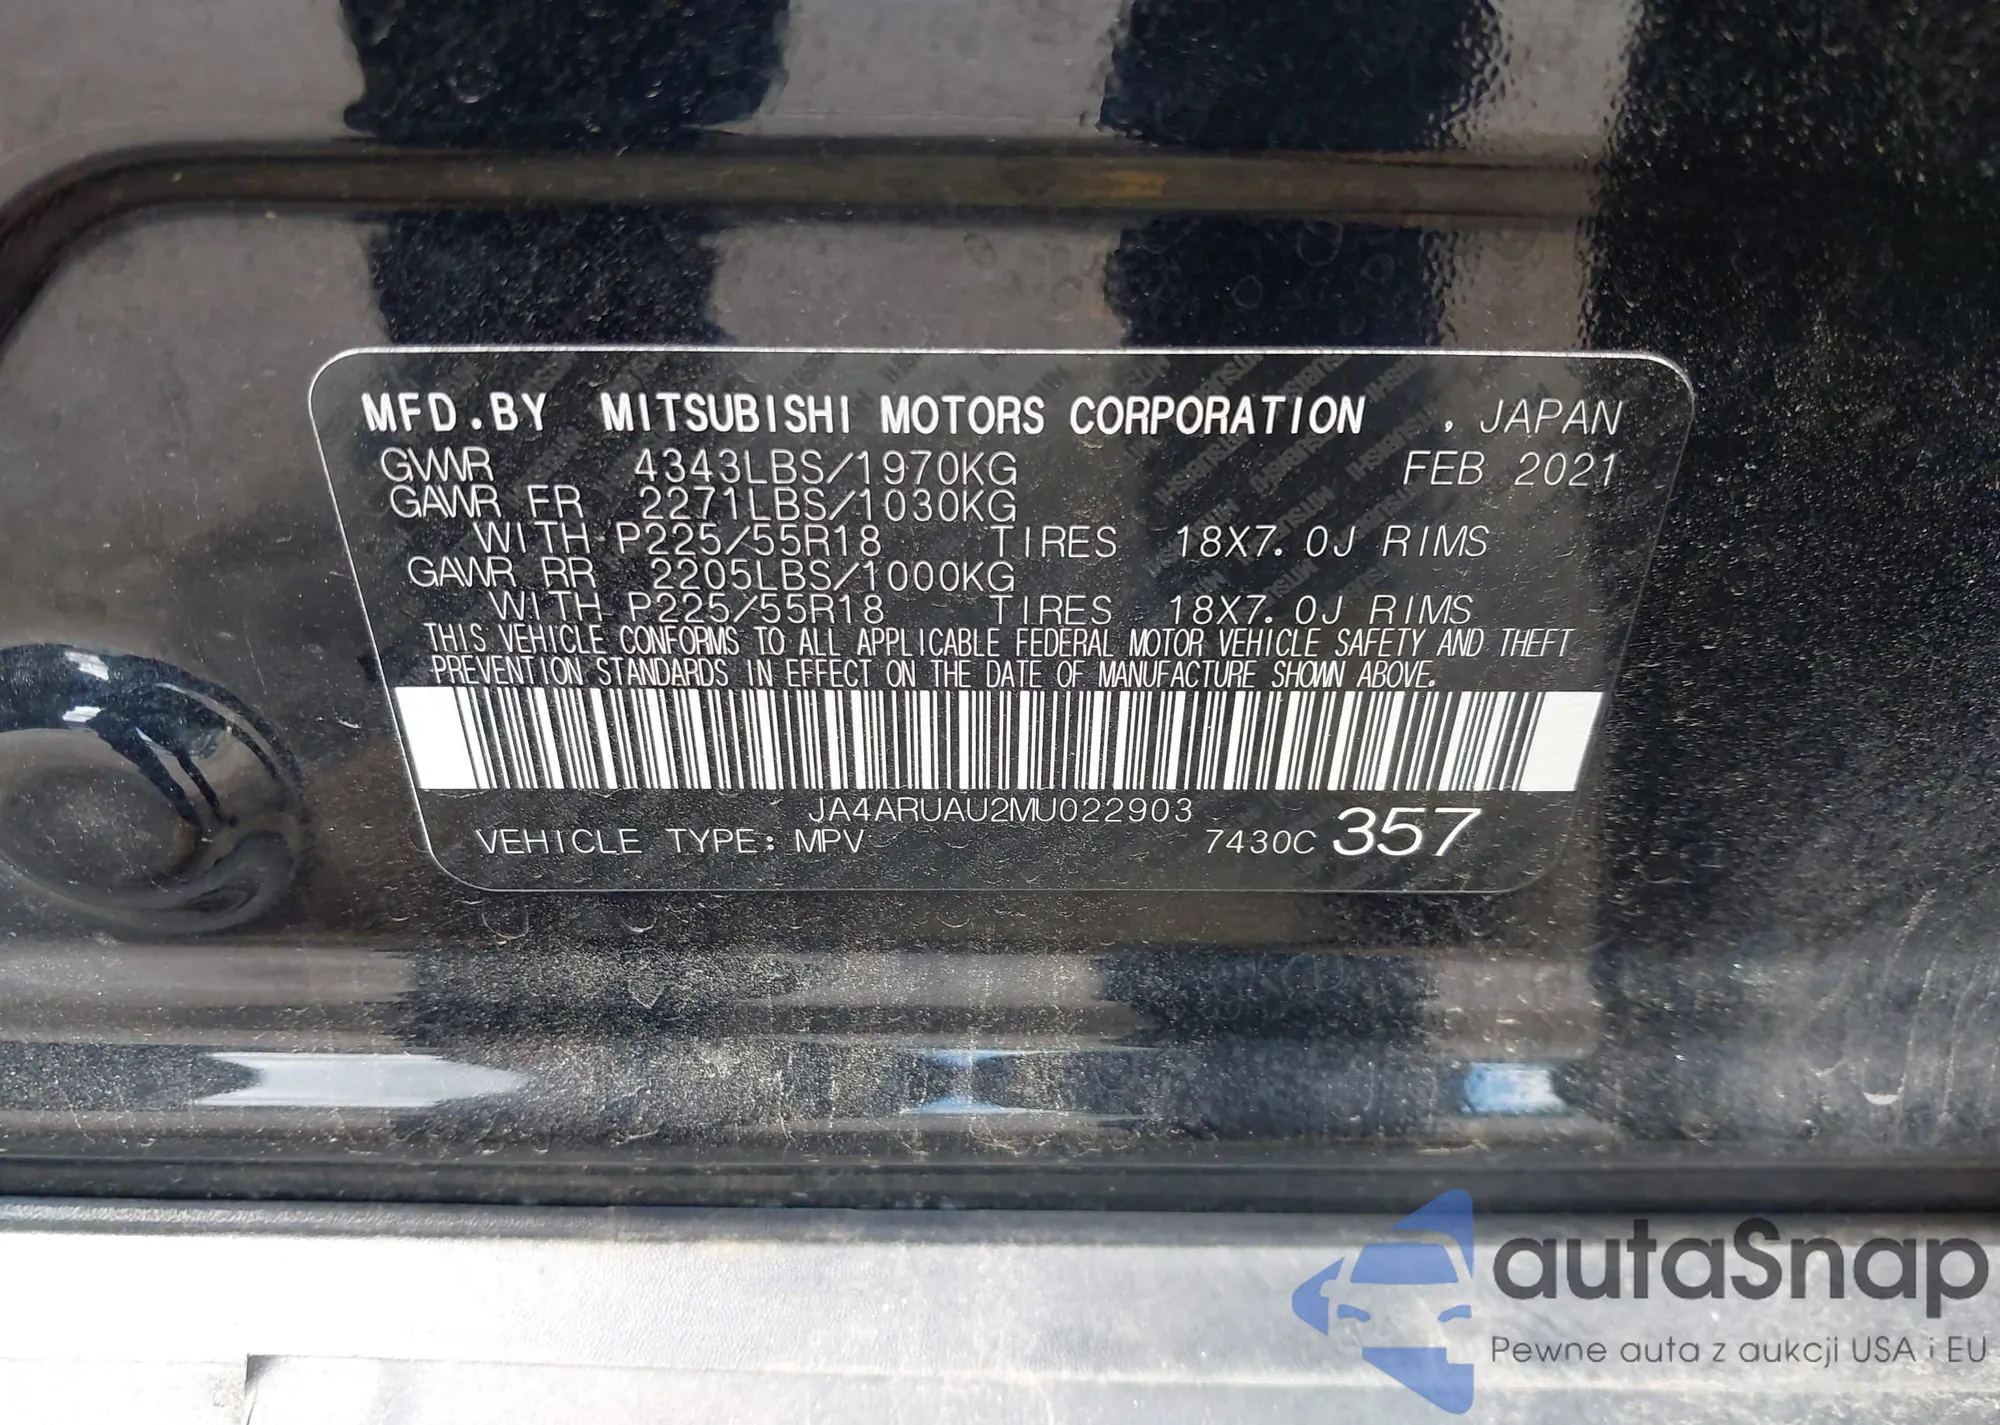 MFD.BY MITSUBISHI MOTORS CORPORATION , JAPAN
GVWR 4343LBS/1970KG FEB 2021
GAWR FR 2271LBS/1030KG
WITH P225/55R18 TIRES 18X7.0J RIMS
GAWR RR 2205LBS/1000KG
WITH P225/55R18 TIRES 18X7.0J RIMS
THIS VEHICLE CONFORMS TO ALL APPLICABLE FEDERAL MOTOR VEHICLE SAFETY AND THEFT
PREVENTION STANDARDS IN EFFECT ON THE DATE OF MANUFACTURE SHOWN ABOVE.
JA4ARUAU2MU022903
VEHICLE TYPE: MPV 7430C 357
autaSnap
Pewne auta z aukcji USA i EU